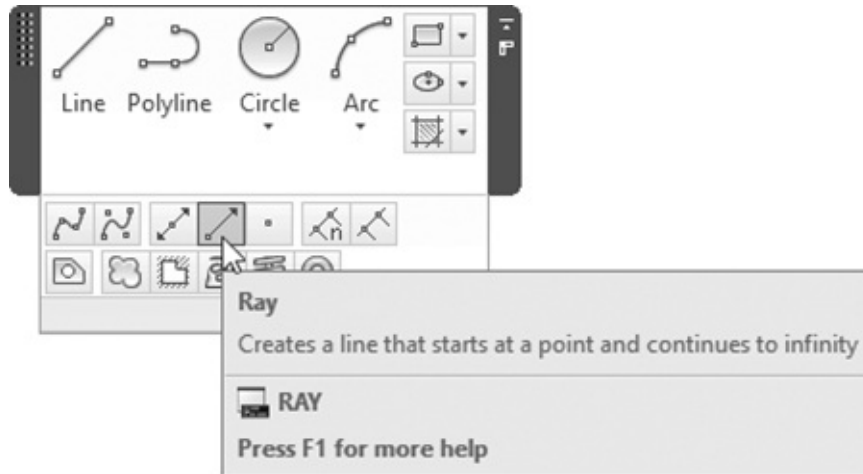 Line Polyline Circle Arc
n
Ray
Creates a line that starts at a point and continues to infinity
RAY
Press F1 for more help